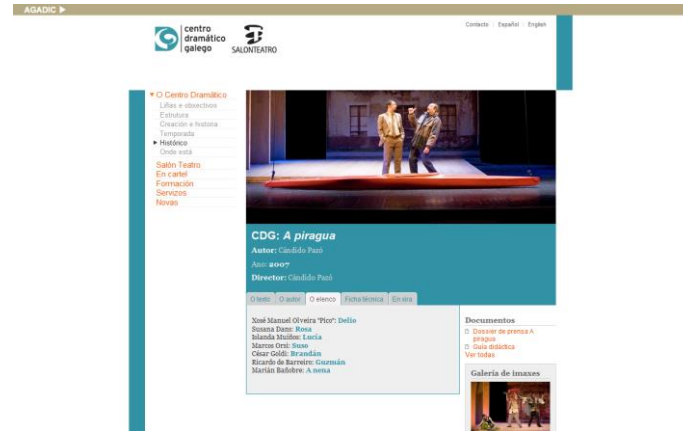 AGADIC
centro
dramático
galego
SALONTEATRO
Contacto
Español
English
O Centro Dramático
Liñas e obxectivos
Estrutura
Creación e historia
Temporada
Histórico
Onde está
Salón Teatro
En cartel
Formación
Servizos
Novas
CDG: A piragua
Autor: Cándido Pazó
Ano: 2007
Director: Cándido Pazó
O texto O autor O elenco Ficha técnica En xira
Xosé Manuel Olveira "Pico": Delio
Susana Dans: Rosa
Iolanda Muíños: Lucía
Marcos Orsi: Suso
César Goldi: Brandán
Ricardo de Barreiro: Guzmán
Marián Bañobre: A nena
Documentos
Dossier de prensa A
piragua
Guía didáctica
Ver todas
Galería de imaxes